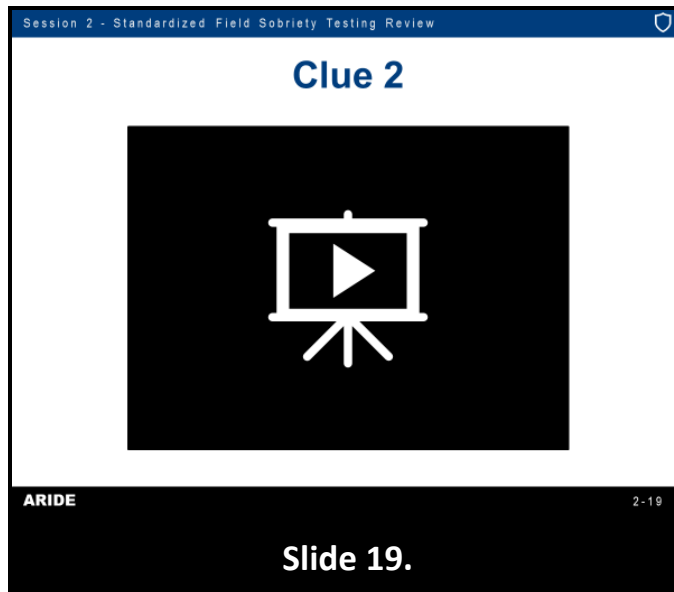 Session 2 - Standardized Field Sobriety Testing Review
Clue 2
ARIDE
2-19
Slide 19.